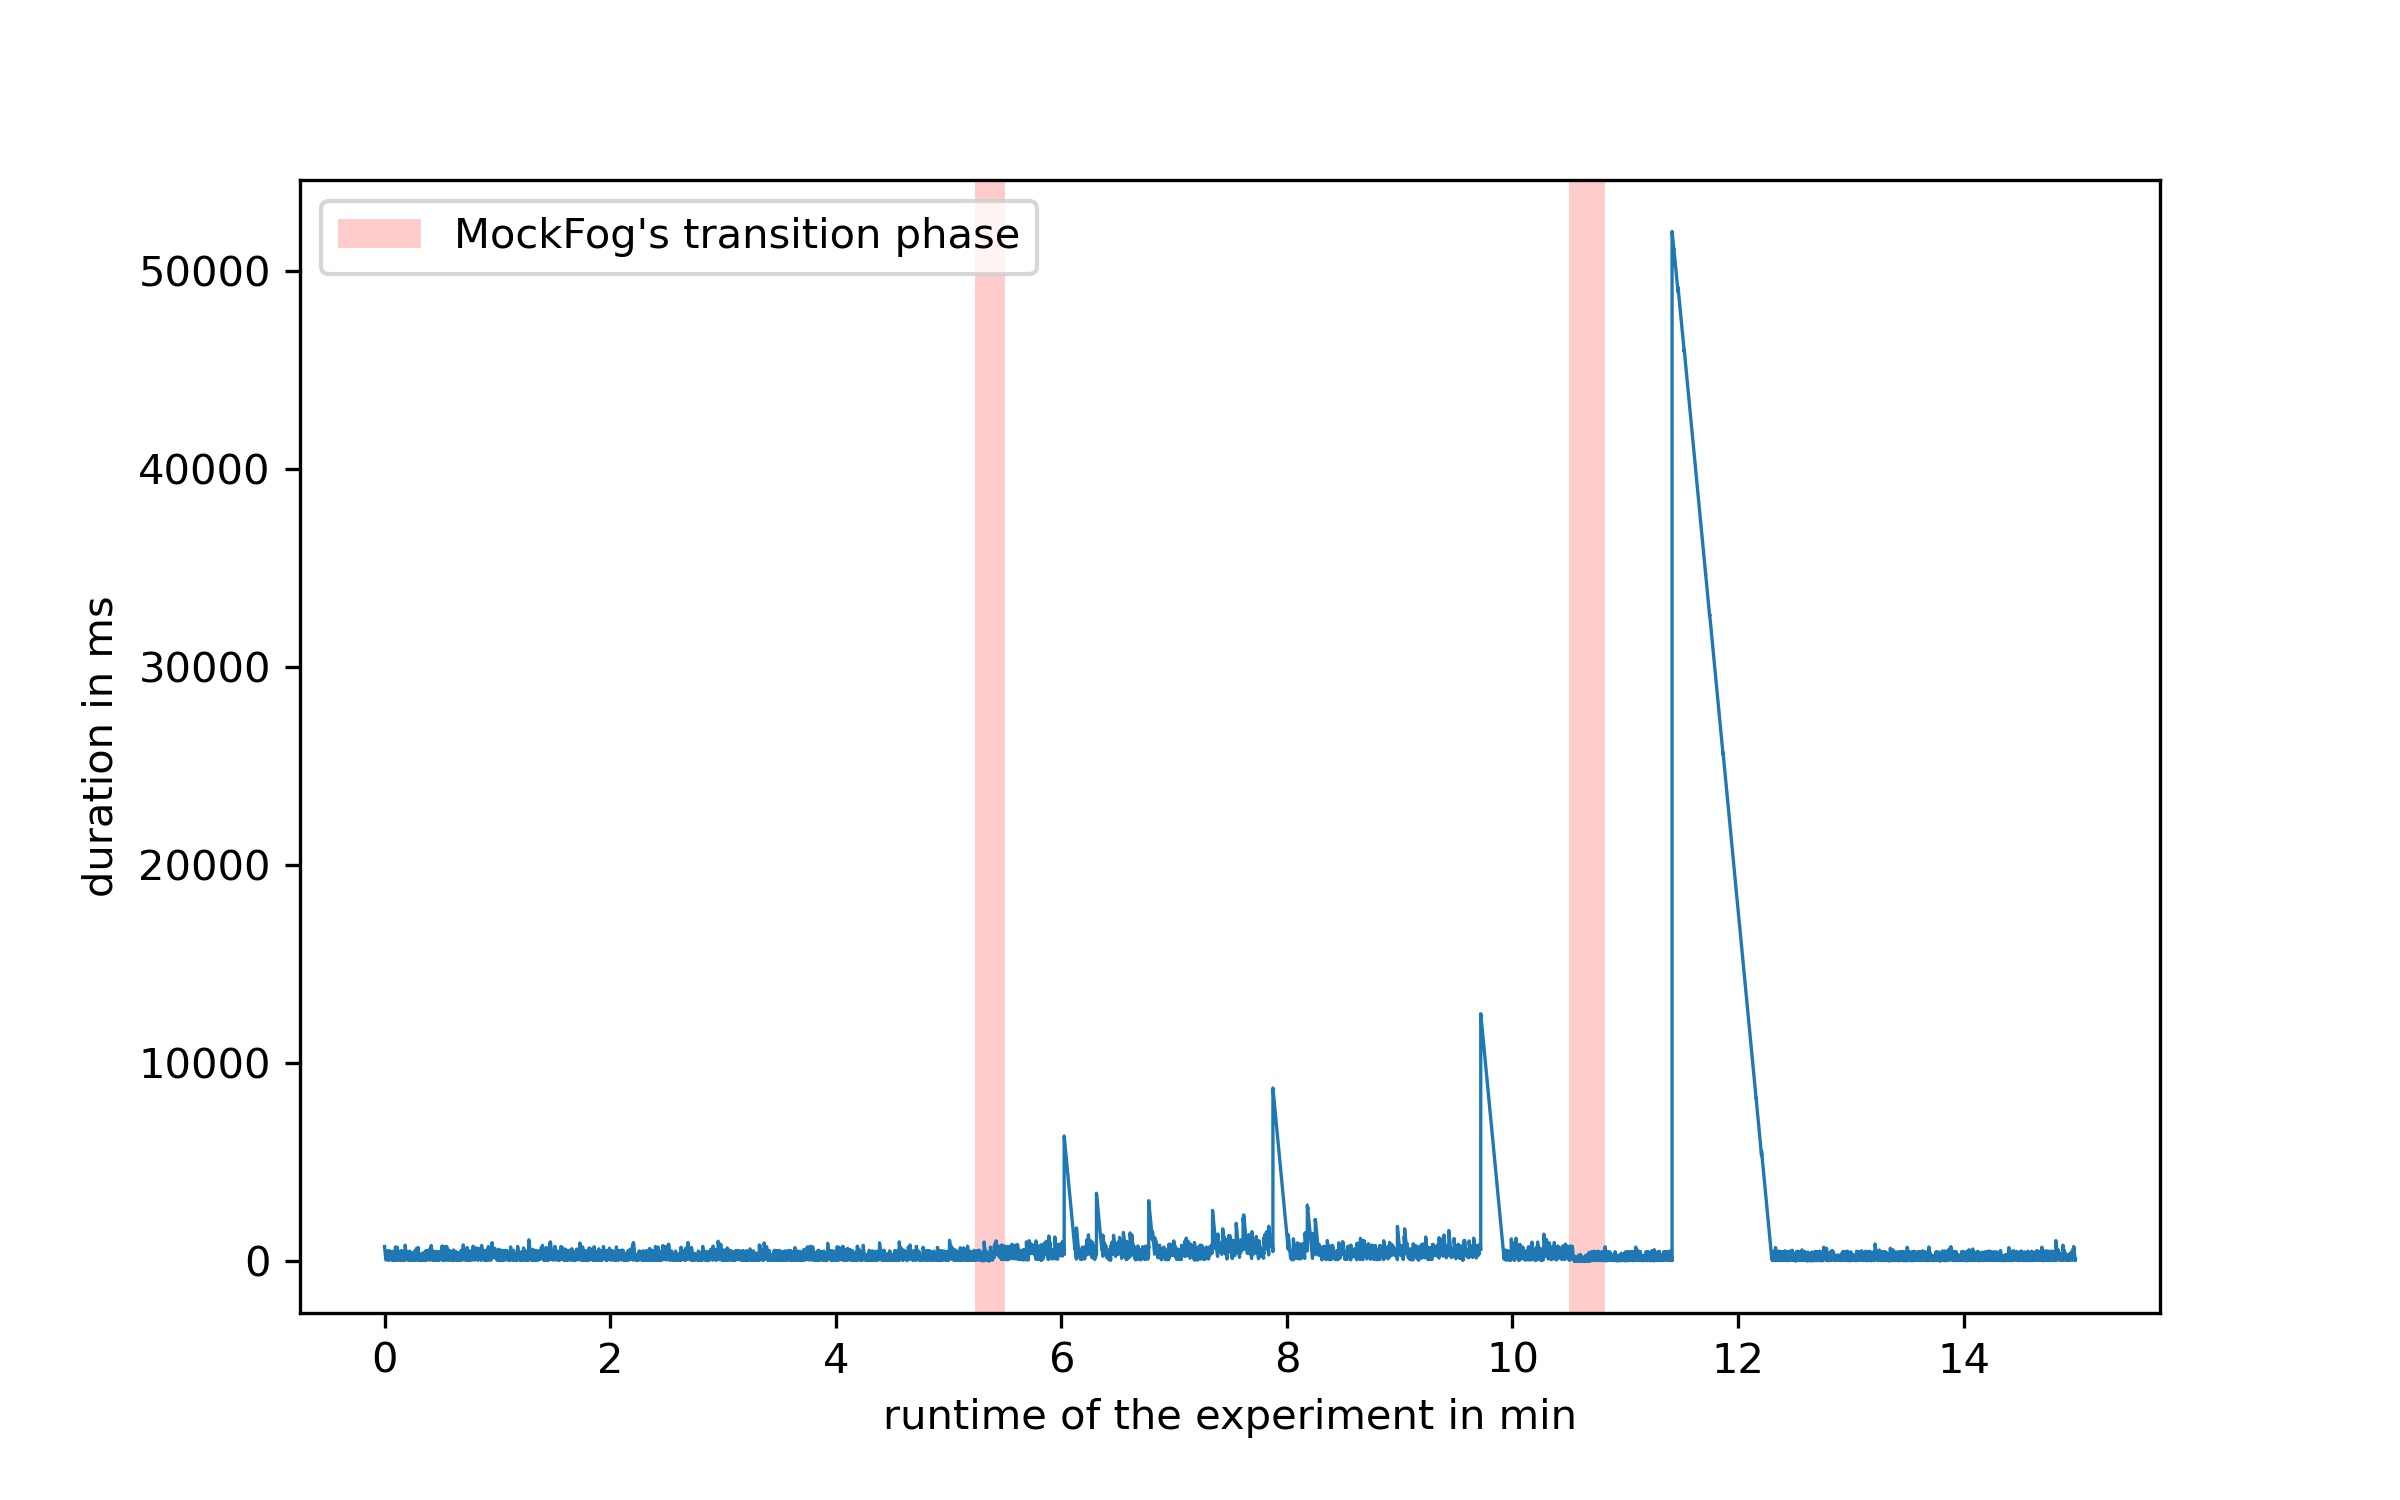 MockFog's transition phase
50000
40000
30000
20000
10000
0
duration in ms
0 2 4 6 8 10 12 14
runtime of the experiment in min